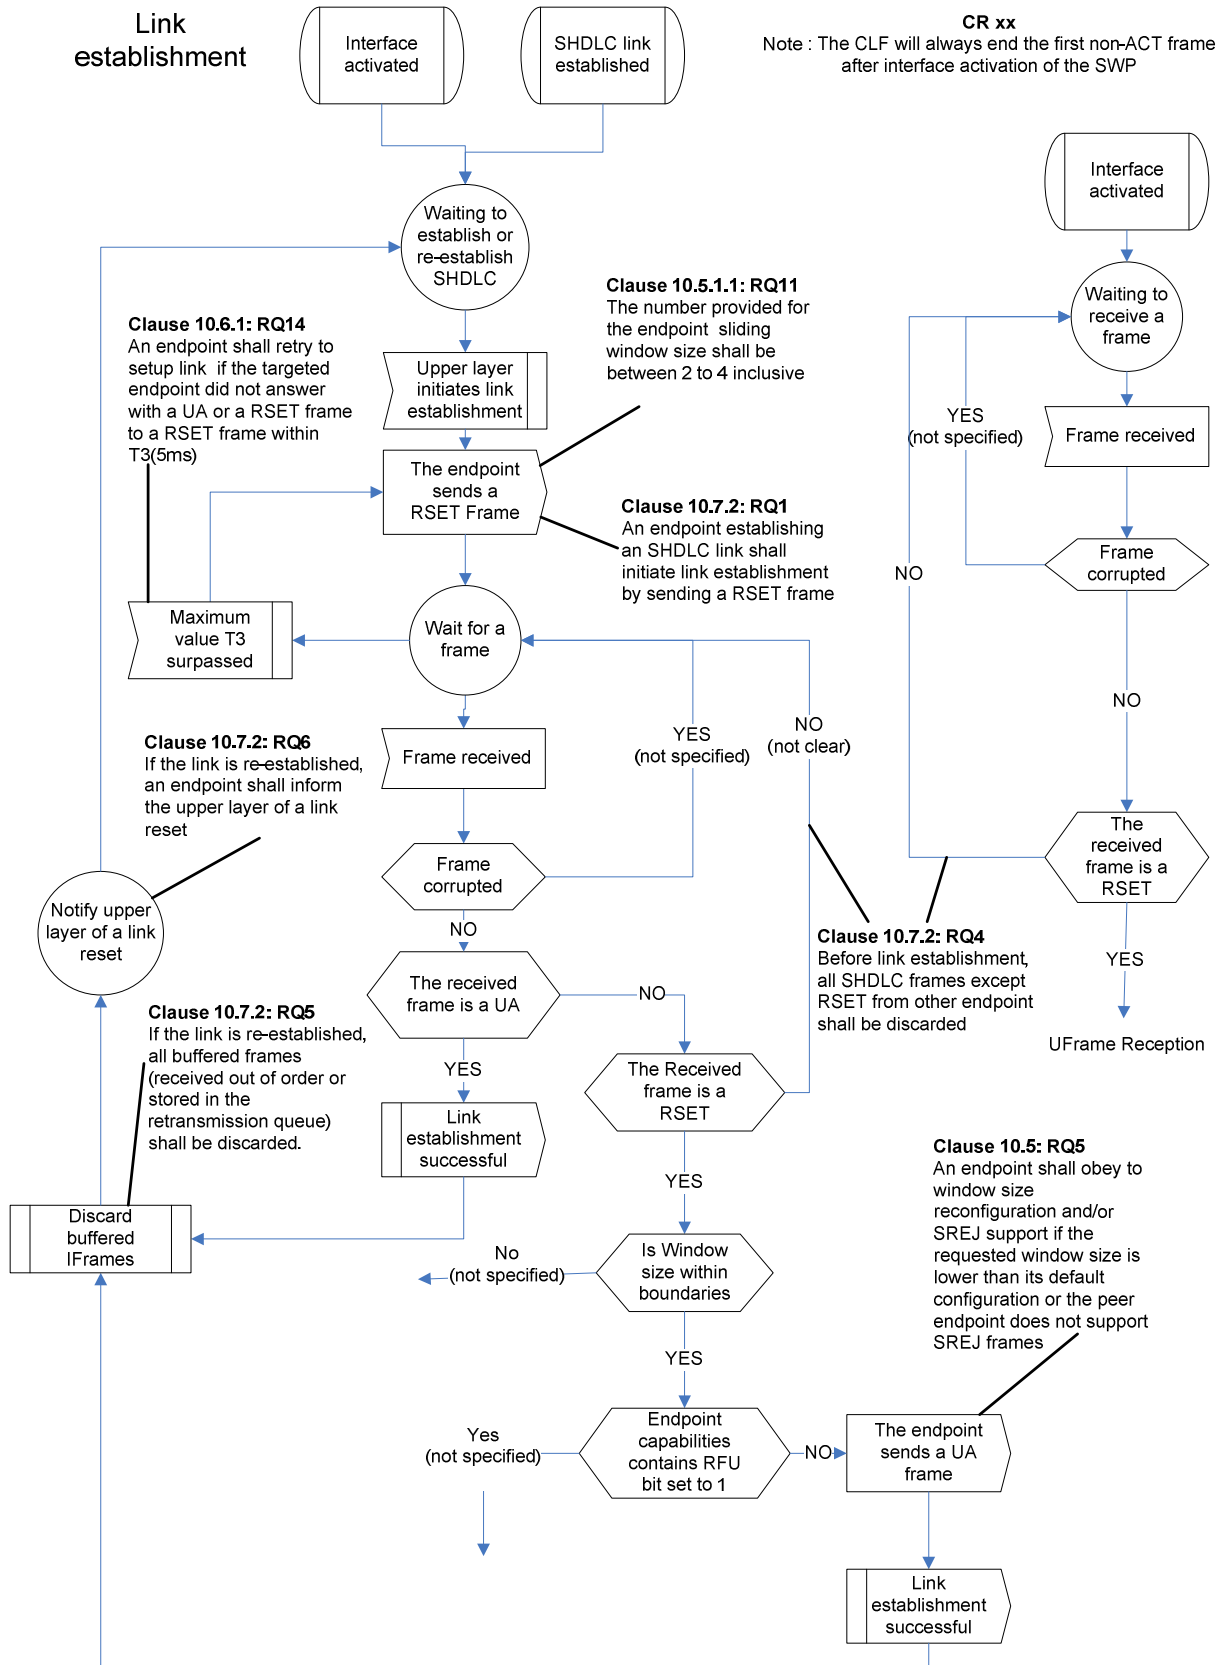 Link
establishment
Interface
activated
SHDLC link
established
CR xx
Note : The CLF will always end the first non-ACT frame
after interface activation of the SWP
Interface
activated
Waiting to
establish or
re-establish
SHDLC
Waiting to
receive a
frame
Clause 10.5.1.1: RQ11
The number provided for
the endpoint sliding
window size shall be
between 2 to 4 inclusive
Clause 10.6.1: RQ14
An endpoint shall retry to
setup link if the targeted
endpoint did not answer
with a UA or a RSET frame
to a RSET frame within
T3(5ms)
Upper layer
initiates link
establishment
YES
(not specified)
Frame received
The endpoint
sends a
RSET Frame
Clause 10.7.2: RQ1
An endpoint establishing
an SHDLC link shall
initiate link establishment
by sending a RSET frame
Frame
corrupted
NO
Maximum
value T3
surpassed
Wait for a
frame
NO
YES
(not specified)
NO
(not clear)
Clause 10.7.2: RQ6
If the link is re-established,
an endpoint shall inform
the upper layer of a link
reset
Frame received
The
received
frame is a
RSET
Frame
corrupted
NO
Notify upper
layer of a link
reset
Clause 10.7.2: RQ4
Before link establishment,
all SHDLC frames except
RSET from other endpoint
shall be discarded
YES
The received
frame is a UA
NO
Clause 10.7.2: RQ5
If the link is re-established,
all buffered frames
(received out of order or
stored in the
retransmission queue)
shall be discarded.
UFrame Reception
YES
The Received
frame is a
RSET
Link
establishment
successful
Clause 10.5: RQ5
An endpoint shall obey to
window size
reconfiguration and/or
SREJ support if the
requested window size is
lower than its default
configuration or the peer
endpoint does not support
SREJ frames
YES
Discard
buffered
IFrames
No
(not specified)
Is Window
size within
boundaries
YES
Yes
(not specified)
Endpoint
capabilities
contains RFU
bit set to 1
NO
The endpoint
sends a UA
frame
Link
establishment
successful